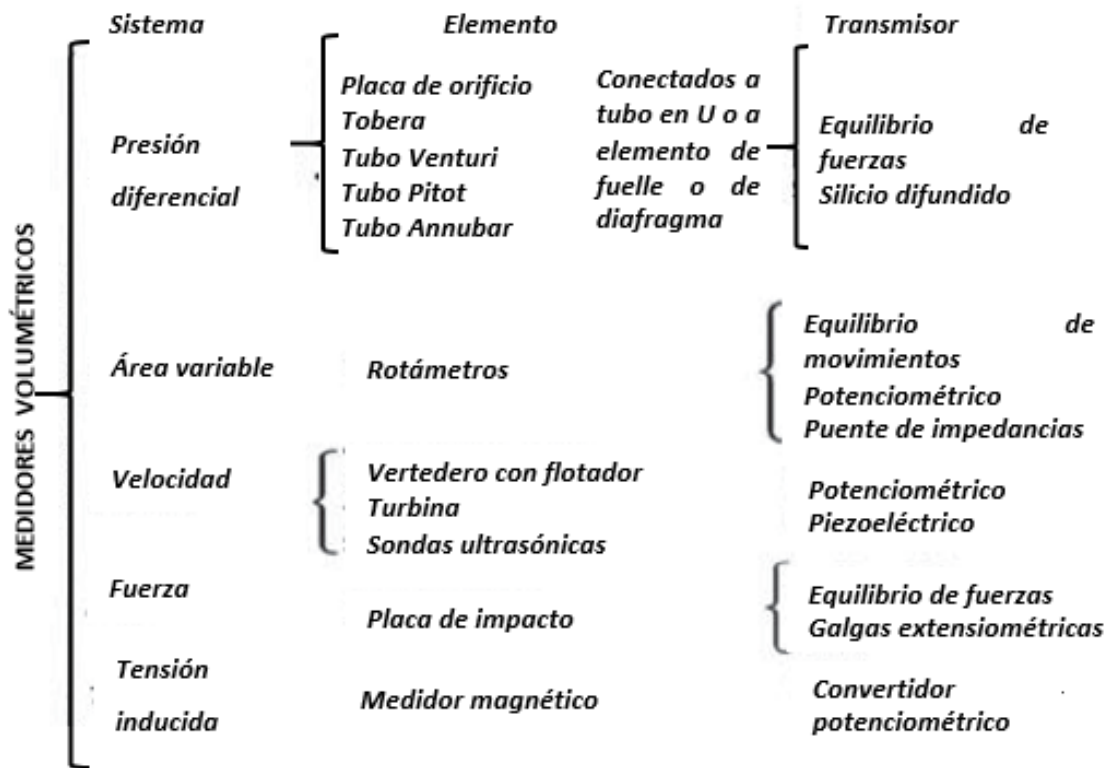 Sistema Elemento Transmisor
MEDIDORES VOLUMÉTRICOS
Presión
diferencial
Placa de orificio
Tobera
Tubo Venturi
Tubo Pitot
Tubo Annubar
Conectados a
tubo en U o a
elemento de
fuelle o de
diafragma
Equilibrio de
fuerzas
Silicio difundido
Área variable
Rotámetros
Equilibrio de
movimientos
Potenciométrico
Puente de impedancias
Velocidad
Vertedero con flotador
Turbina
Sondas ultrasónicas
Potenciométrico
Piezoeléctrico
Fuerza
Placa de impacto
Equilibrio de fuerzas
Galgas extensiométricas
Tensión
inducida
Medidor magnético
Convertidor
potenciométrico